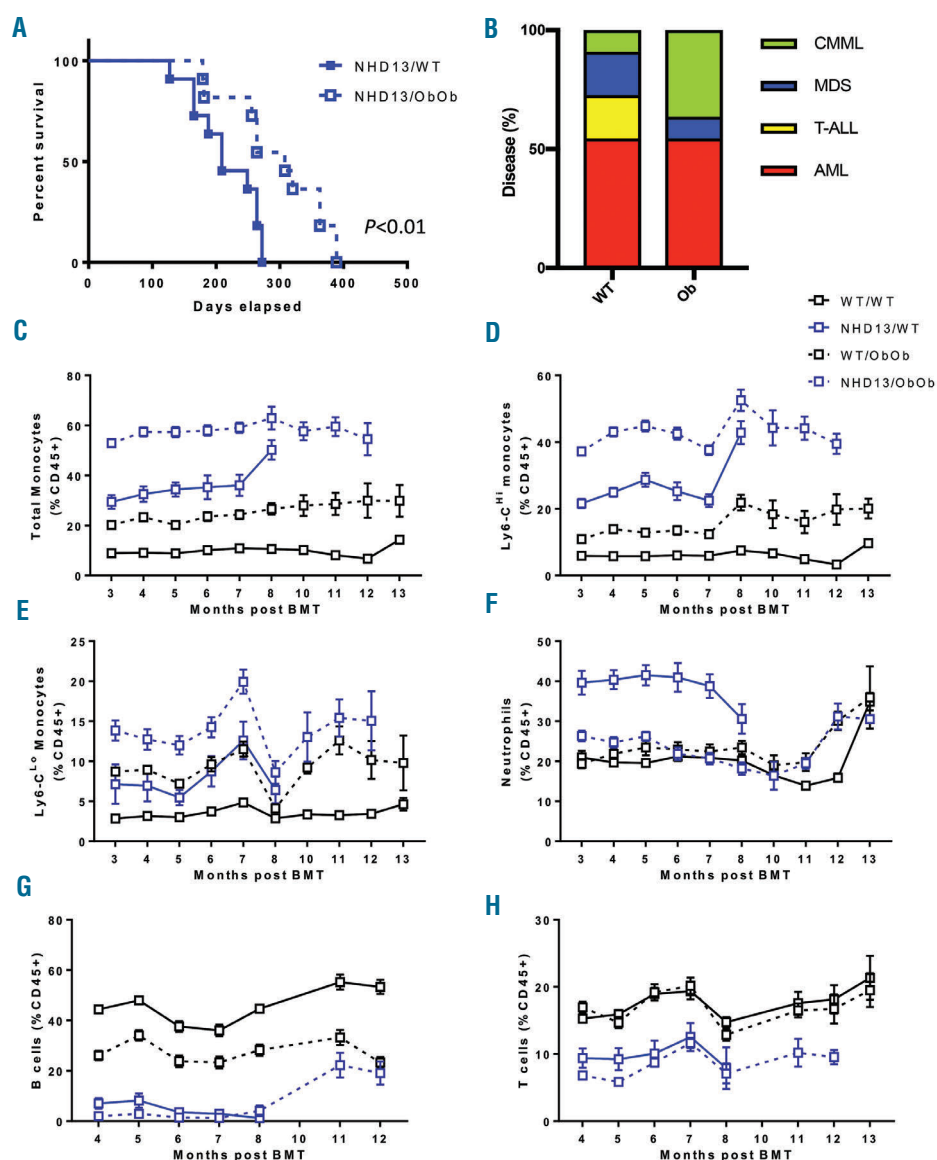 A
Percent survival
100
50
0
0 100 200 300 400 500
Days elapsed
NHD13/WT
NHD13/ObOb
P<0.01
B
Disease (%)
100
50
0
WT
Ob
CMML
MDS
T-ALL
AML
WT/WT
NHD13/WT
WT/ObOb
NHD13/ObOb
C
Total Monocytes
(% CD45+)
80
60
40
20
0
3 4 5 6 7 8 10 11 12 13
Months post BMT
D
Ly6-CHi monocytes
(% CD45+)
60
40
20
0
3 4 5 6 7 8 10 11 12 13
Months post BMT
E
Ly6-CLo Monocytes
(% CD45+)
25
20
15
10
5
0
3 4 5 6 7 8 10 11 12 13
Months post BMT
F
Neutrophils
(% CD45+)
50
40
30
20
10
0
3 4 5 6 7 8 10 11 12 13
Months post BMT
G
B cells (% CD45+)
80
60
40
20
0
4 5 6 7 8 10 11 12
Months post BMT
H
T cells (% CD45+)
30
20
10
0
4 5 6 7 8 10 11 12 13
Months post BMT